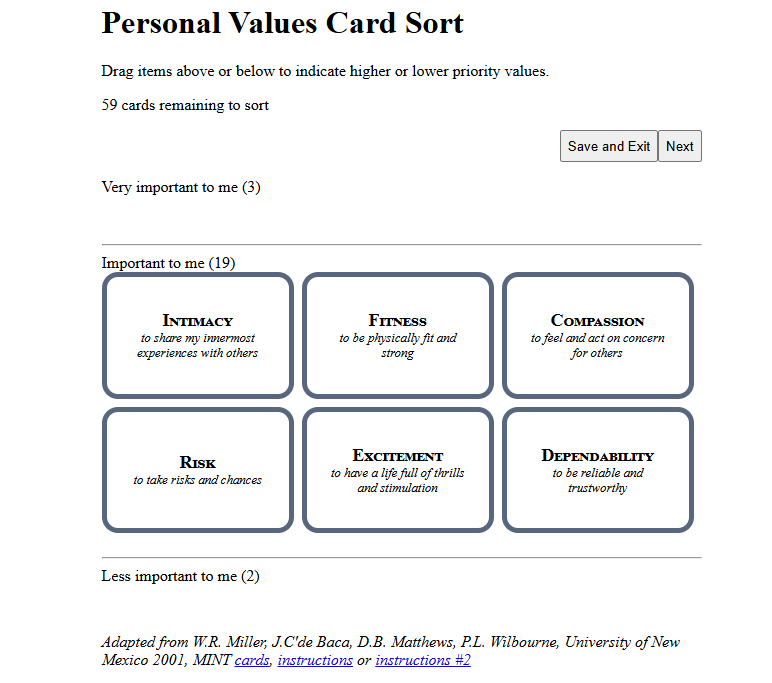 Personal Values Card Sort
Drag items above or below to indicate higher or lower priority values.
59 cards remaining to sort
Save and Exit
Next
Very important to me (3)
Important to me (19)
Intimacy
to share my innermost
experiences with others
Fitness
to be physically fit and
strong
Compassion
to feel and act on concern
for others
Risk
to take risks and chances
Excitement
to have a life full of thrills
and stimulation
Dependability
to be reliable and
trustworthy
Less important to me (2)
Adapted from W.R. Miller, J.C'de Baca, D.B. Matthews, P.L. Wilbourne, University of New
Mexico 2001, MINT cards, instructions or instructions #2